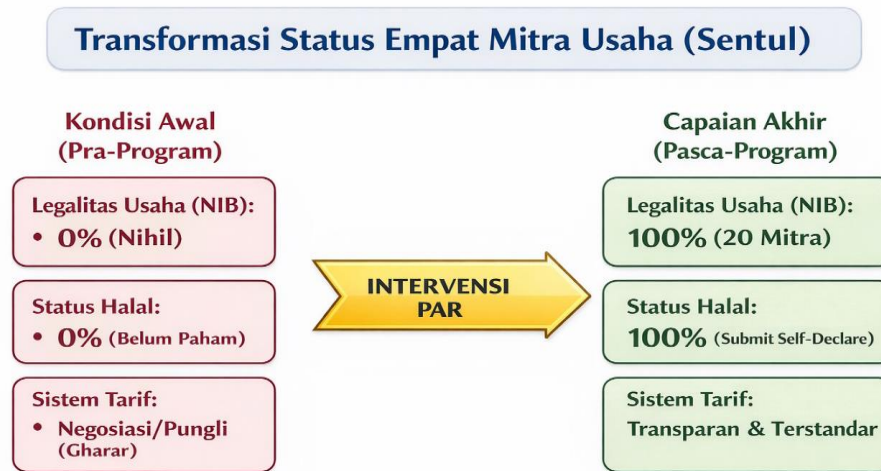 Transformasi Status Empat Mitra Usaha (Sentul)
Kondisi Awal
(Pra-Program)
Legalitas Usaha (NIB):
• 0% (Nihil)
Status Halal:
• 0% (Belum Paham)
Sistem Tarif:
• Negosiasi/Pungli
(Gharar)
INTERVENSI
PAR
Capaian Akhir
(Pasca-Program)
Legalitas Usaha (NIB):
100% (20 Mitra)
Status Halal:
100% (Submit Self-Declare)
Sistem Tarif:
Transparan & Terstandar